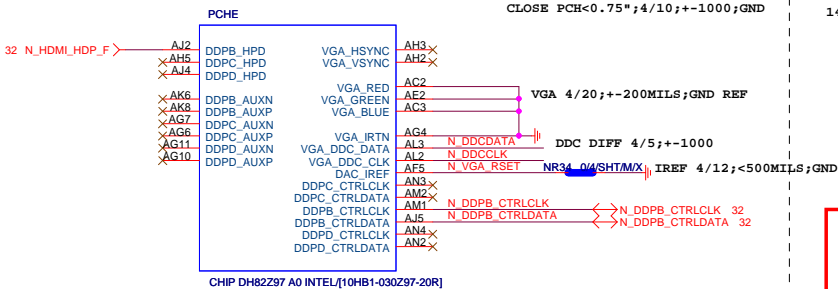 PCHE
CLOSE PCH<0.75";4/10;+-1000;GND
14
32 N_HDMI_HDP_F
AJ2 DDPB_HPD
AH5 DDPC_HPD
AJ4 DDPD_HPD
AK6 DDPB_AUXN
AK8 DDPB_AUXP
AG7 DDPC_AUXN
AG6 DDPC_AUXP
AG11 DDPD_AUXN
AG10 DDPD_AUXP
VGA_HSYNC AH3
VGA_VSYNC AH2
VGA_RED AC2
VGA_GREEN AE2
VGA_BLUE AC3
VGA 4/20;+-200MILS;GND REF
VGA_IRTN AG4
VGA_DDC_DATA AL3 N_DDCDATA
DDC DIFF 4/5;+-1000
VGA_DDC_CLK AL2 N_DDCCLK
DAC_IREF AF5 N_VGA_RSET NR34 0/4/SHT/M/X IREF 4/12;<500MILS;GND
DDPC_CTRLCLK AN3
DDPC_CTRLDATA AM2
DDPB_CTRLCLK AM1 N_DDPB_CTRLCLK N_DDPB_CTRLCLK 32
DDPB_CTRLDATA AJ5 N_DDPB_CTRLDATA N_DDPB_CTRLDATA 32
DDPD_CTRLCLK AN4
DDPD_CTRLDATA AN2
CHIP DH82Z97 A0 INTEL/[10HB1-030Z97-20R]